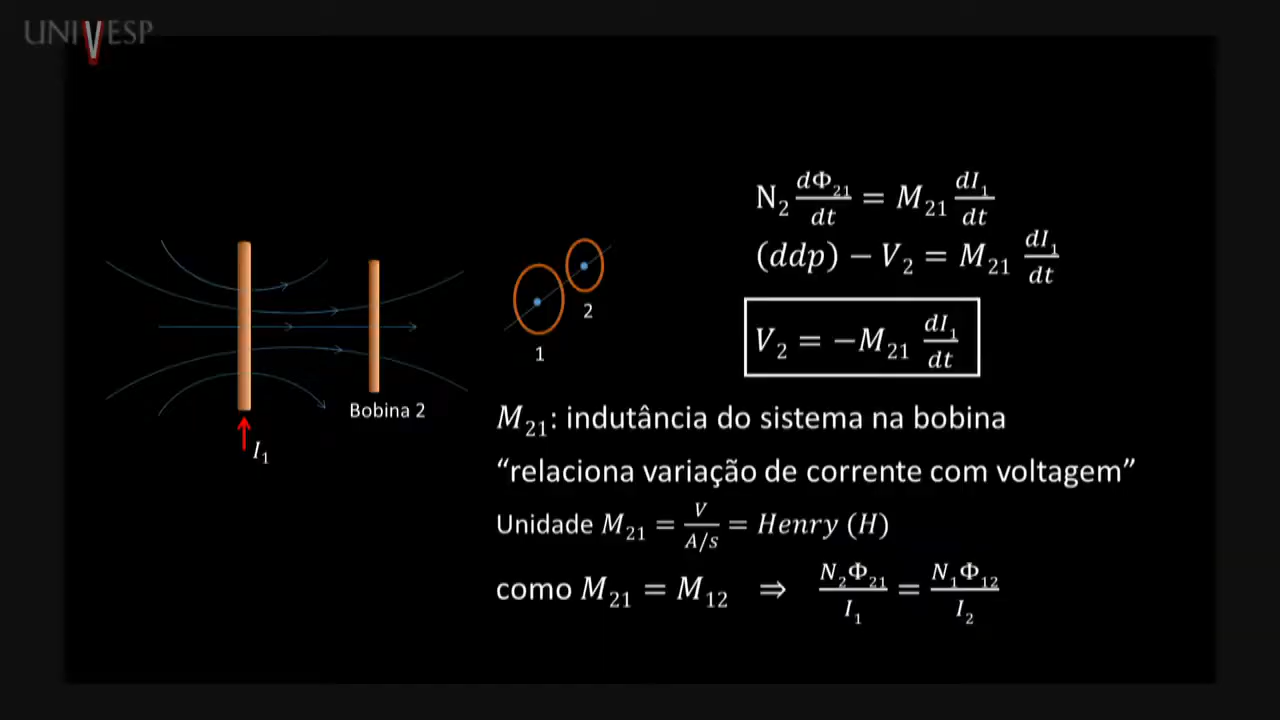 UNIVESP
N₂ dΦ₂₁/dt = M₂₁ dI₁/dt
(ddp) − V₂ = M₂₁ dI₁/dt
V₂ = −M₂₁ dI₁/dt
2
1
Bobina 2
I₁
M₂₁: indutância do sistema na bobina
“relaciona variação de corrente com voltagem”
Unidade M₂₁ = V/(A/s) = Henry (H)
como M₂₁ = M₁₂ ⇒ N₂Φ₂₁/I₁ = N₁Φ₁₂/I₂